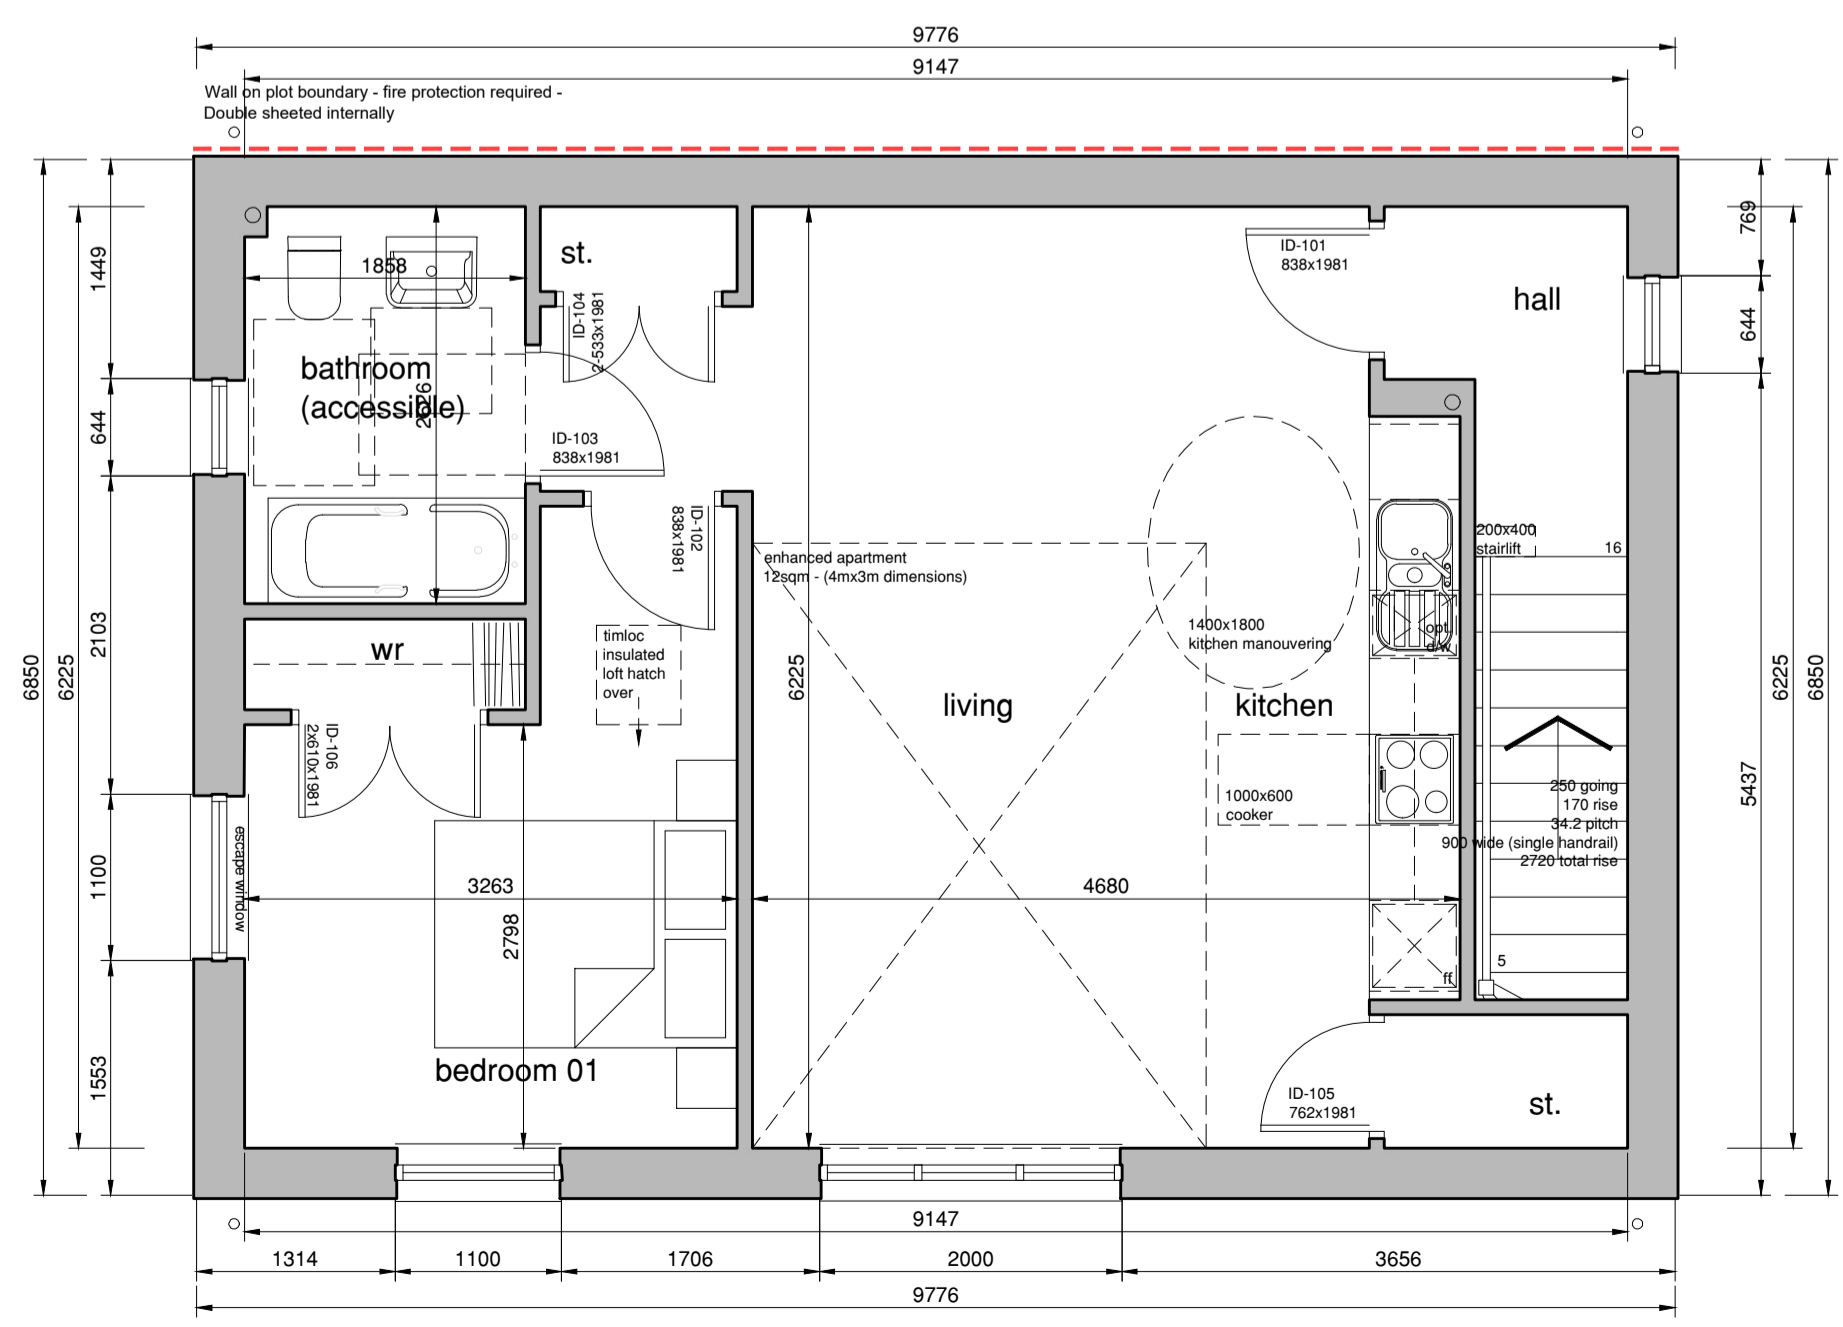 9776
9147
Wall on plot boundary - fire protection required -
Double sheeted internally
6850
6225
1449
644
2103
1100
1553
769
644
5437
6225
6850
1858
2626
bathroom
(accessible)
st.
ID-104
2-533x1981
ID-103
838x1981
ID-102
838x1981
ID-101
838x1981
hall
enhanced apartment
12sqm - (4mx3m dimensions)
200x400
stairlift
16
wr
timloc
insulated
loft hatch
over
1400x1800
kitchen manouvering
opt
d/w
6225
living
kitchen
ID-106
2x610x1981
1000x600
cooker
250 going
170 rise
34.2 pitch
900 wide (single handrail)
2720 total rise
escape window
3263
4680
2798
5
ff
bedroom 01
ID-105
762x1981
st.
9147
1314
1100
1706
2000
3656
9776